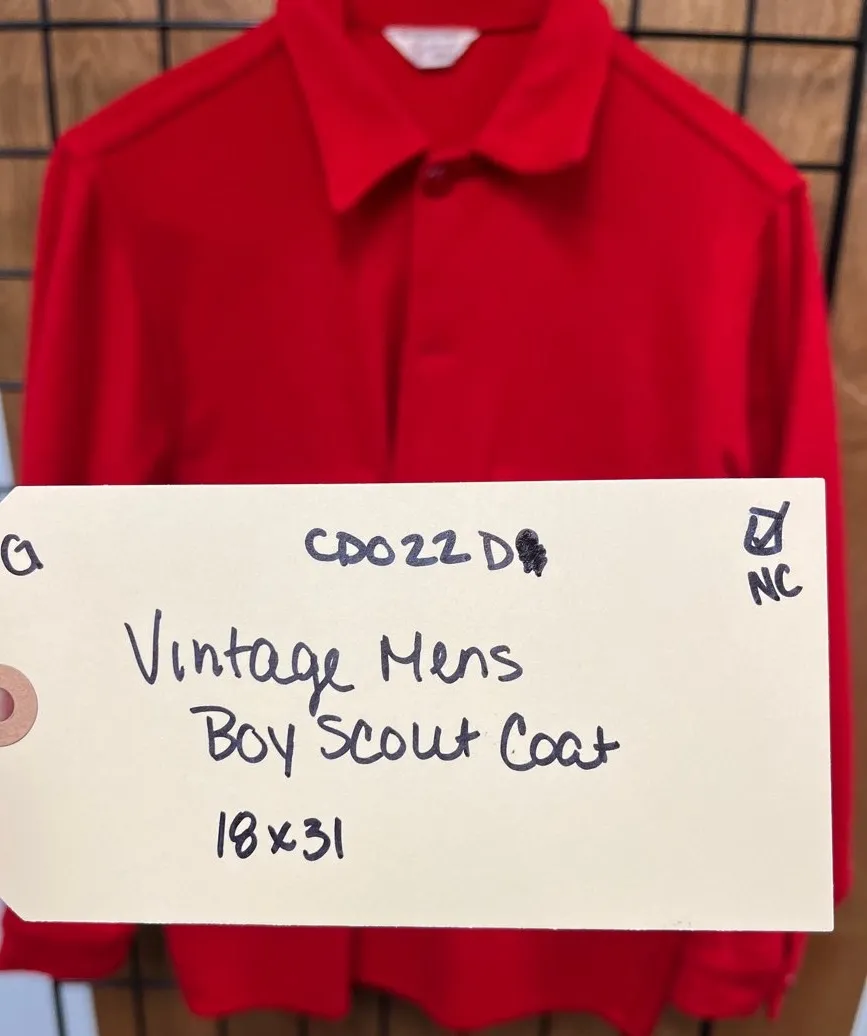 G CD022D ☑
NC
Vintage Mens
Boy Scout Coat
18x31